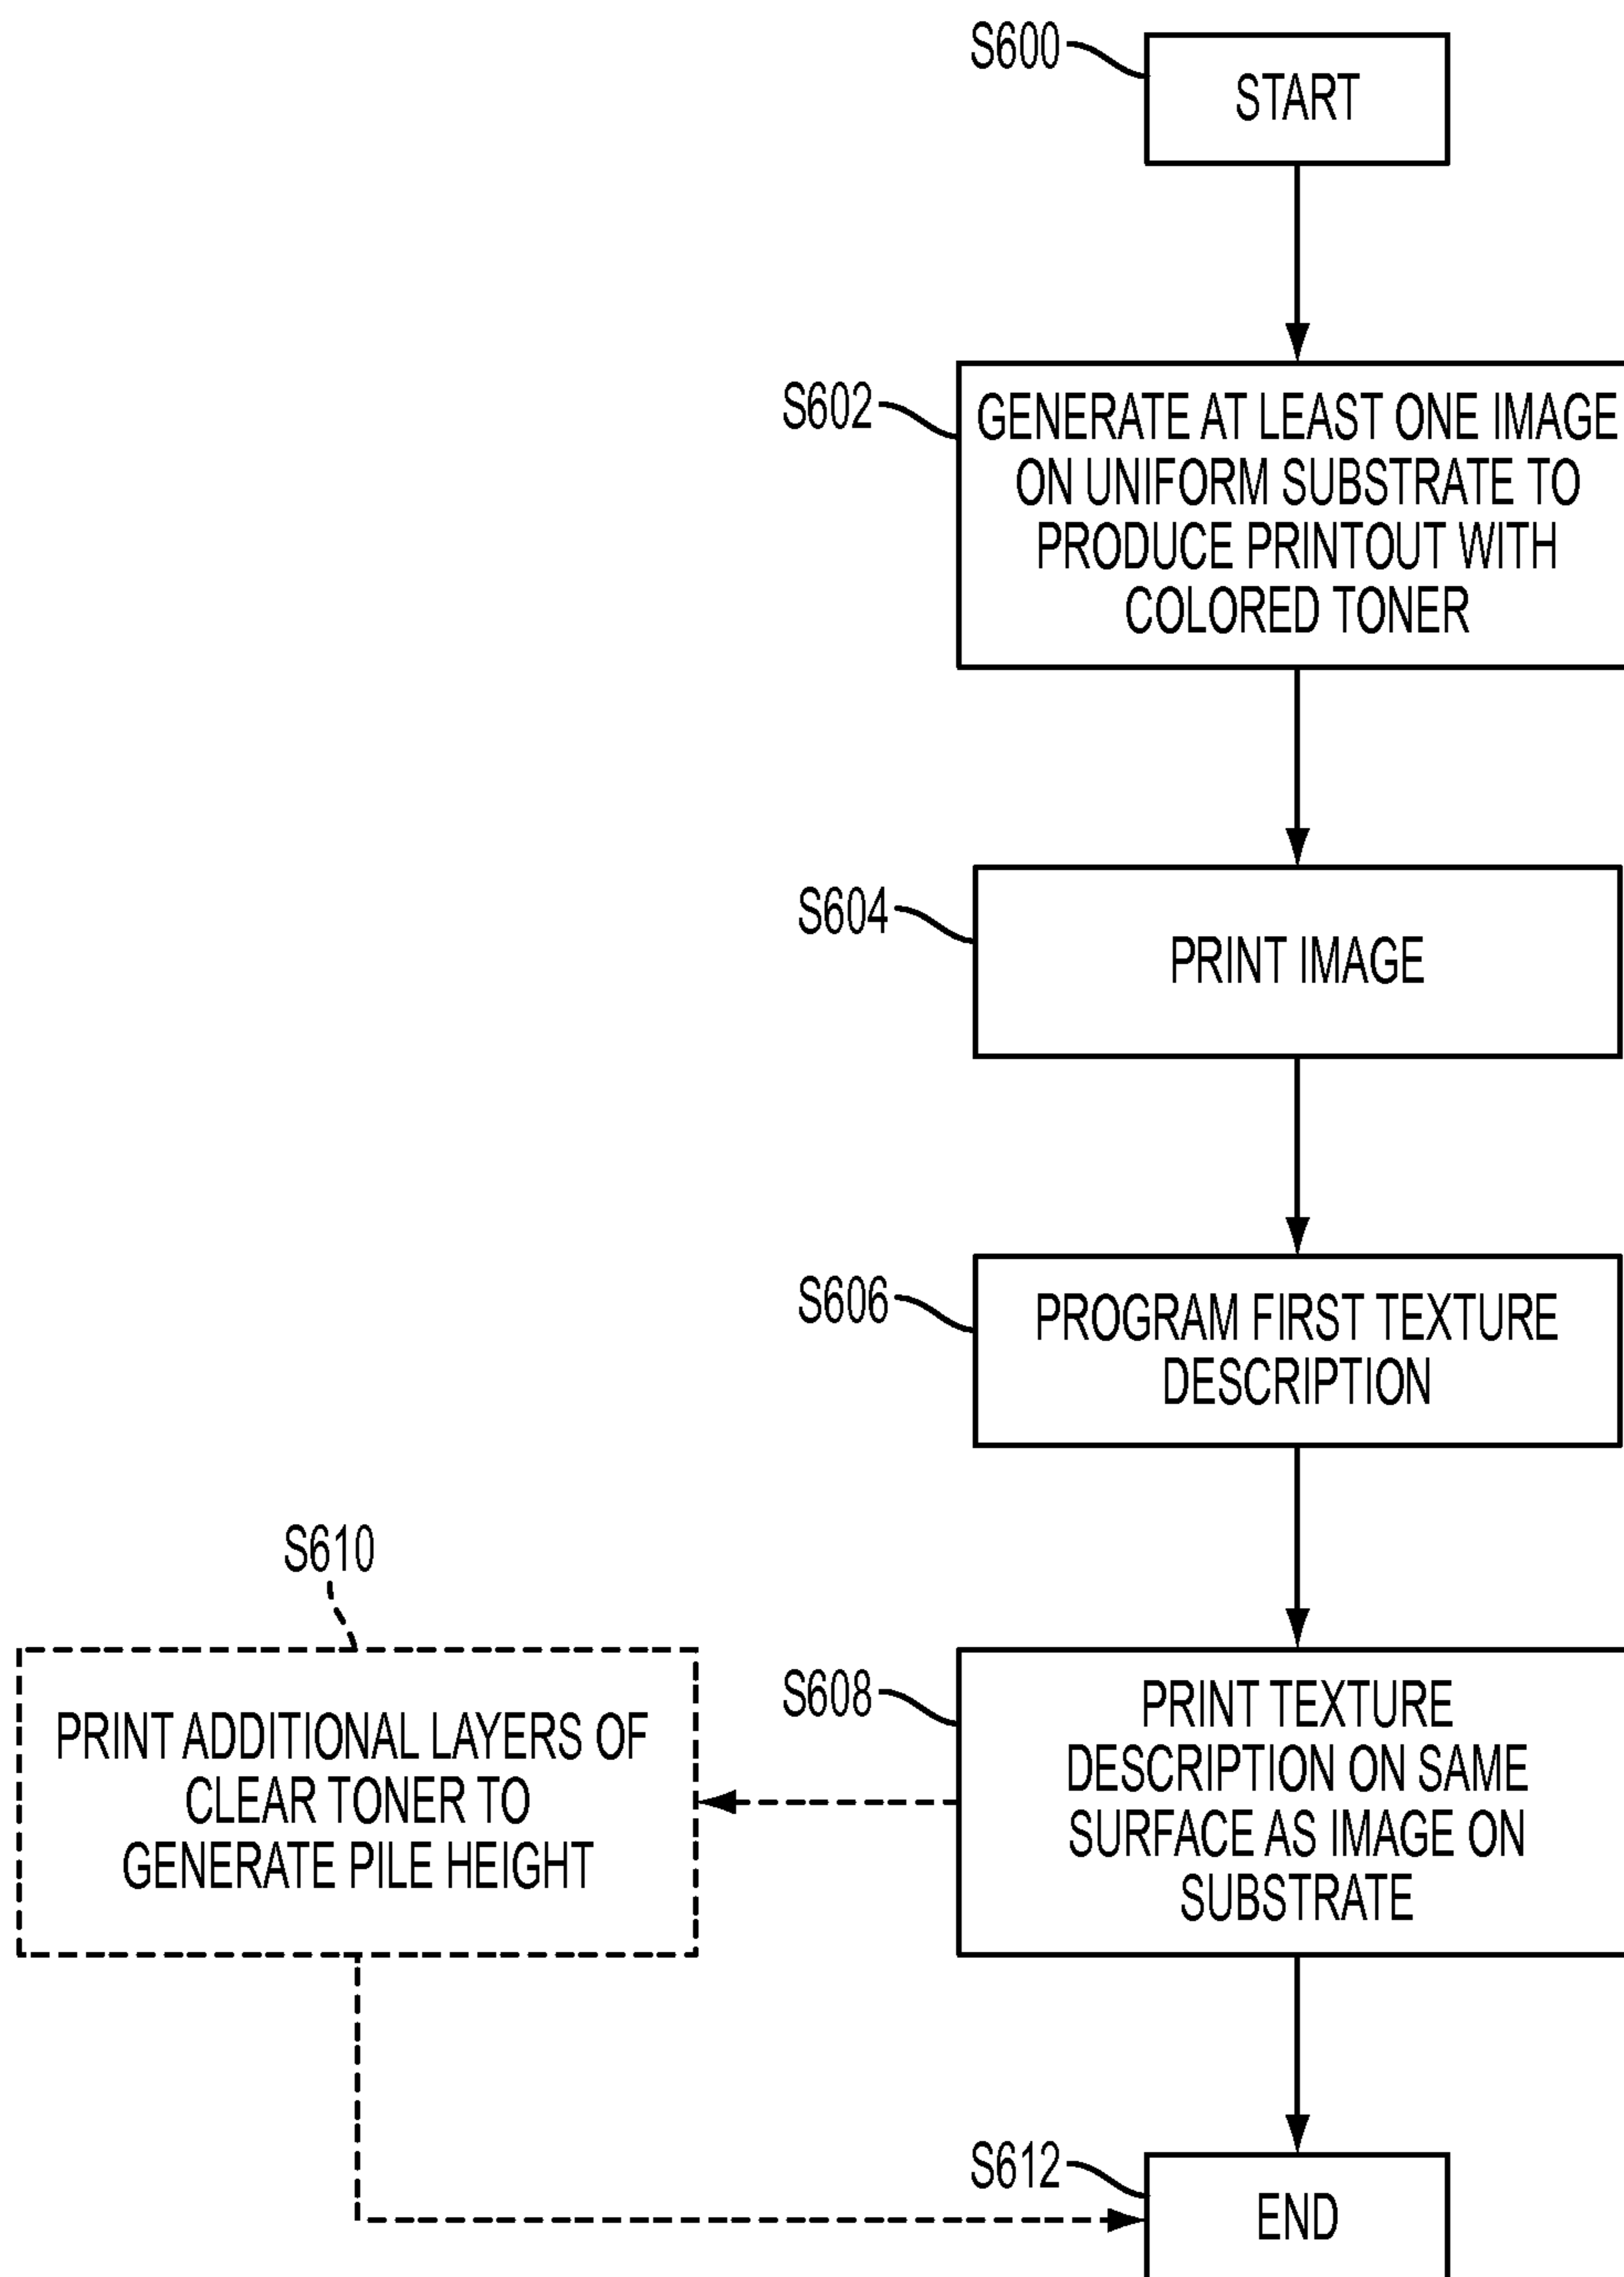 S600
START
S602
GENERATE AT LEAST ONE IMAGE
ON UNIFORM SUBSTRATE TO
PRODUCE PRINTOUT WITH
COLORED TONER
S604
PRINT IMAGE
S606
PROGRAM FIRST TEXTURE
DESCRIPTION
S608
PRINT TEXTURE
DESCRIPTION ON SAME
SURFACE AS IMAGE ON
SUBSTRATE
S610
PRINT ADDITIONAL LAYERS OF
CLEAR TONER TO
GENERATE PILE HEIGHT
S612
END